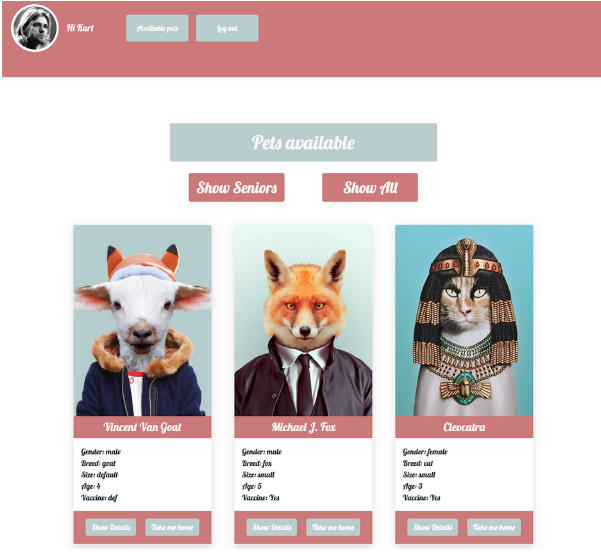 Hi Kurt
Available pets
Log out
Pets available
Show Seniors
Show All
Vincent Van Goat
Gender: male
Breed: goat
Size: default
Age: 4
Vaccine: def
Show Details
Take me home
Michael J. Fox
Gender: male
Breed: fox
Size: small
Age: 5
Vaccine: Yes
Show Details
Take me home
Cleocatra
Gender: female
Breed: cat
Size: small
Age: 3
Vaccine: Yes
Show Details
Take me home